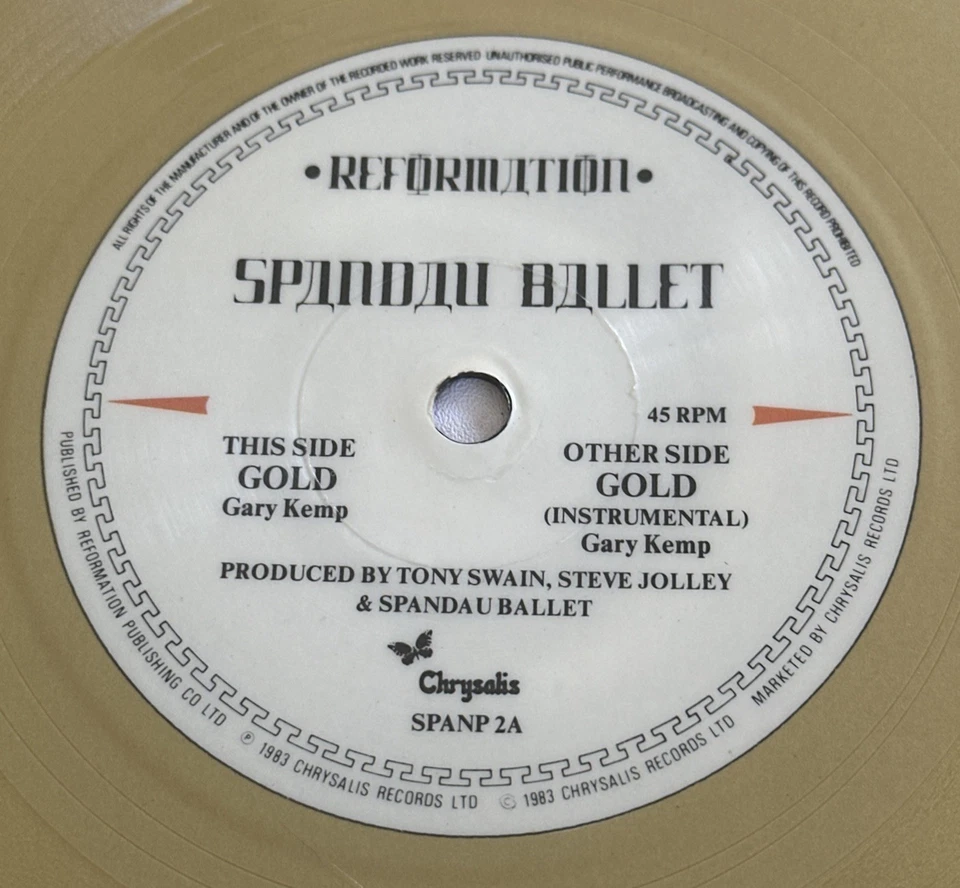 ALL RIGHTS OF THE MANUFACTURER AND OF THE OWNER OF THE RECORDED WORK RESERVED UNAUTHORISED PUBLIC PERFORMANCE BROADCASTING AND COPYING OF THIS RECORD PROHIBITED
•REFORMATION•
SPANDAU BALLET
45 RPM
THIS SIDE
GOLD
Gary Kemp
OTHER SIDE
GOLD
(INSTRUMENTAL)
Gary Kemp
PRODUCED BY TONY SWAIN, STEVE JOLLEY
& SPANDAU BALLET
Chrysalis
SPANP 2A
PUBLISHED BY REFORMATION PUBLISHING CO LTD
℗ 1983 CHRYSALIS RECORDS LTD
© 1983 CHRYSALIS RECORDS LTD
MARKETED BY CHRYSALIS RECORDS LTD